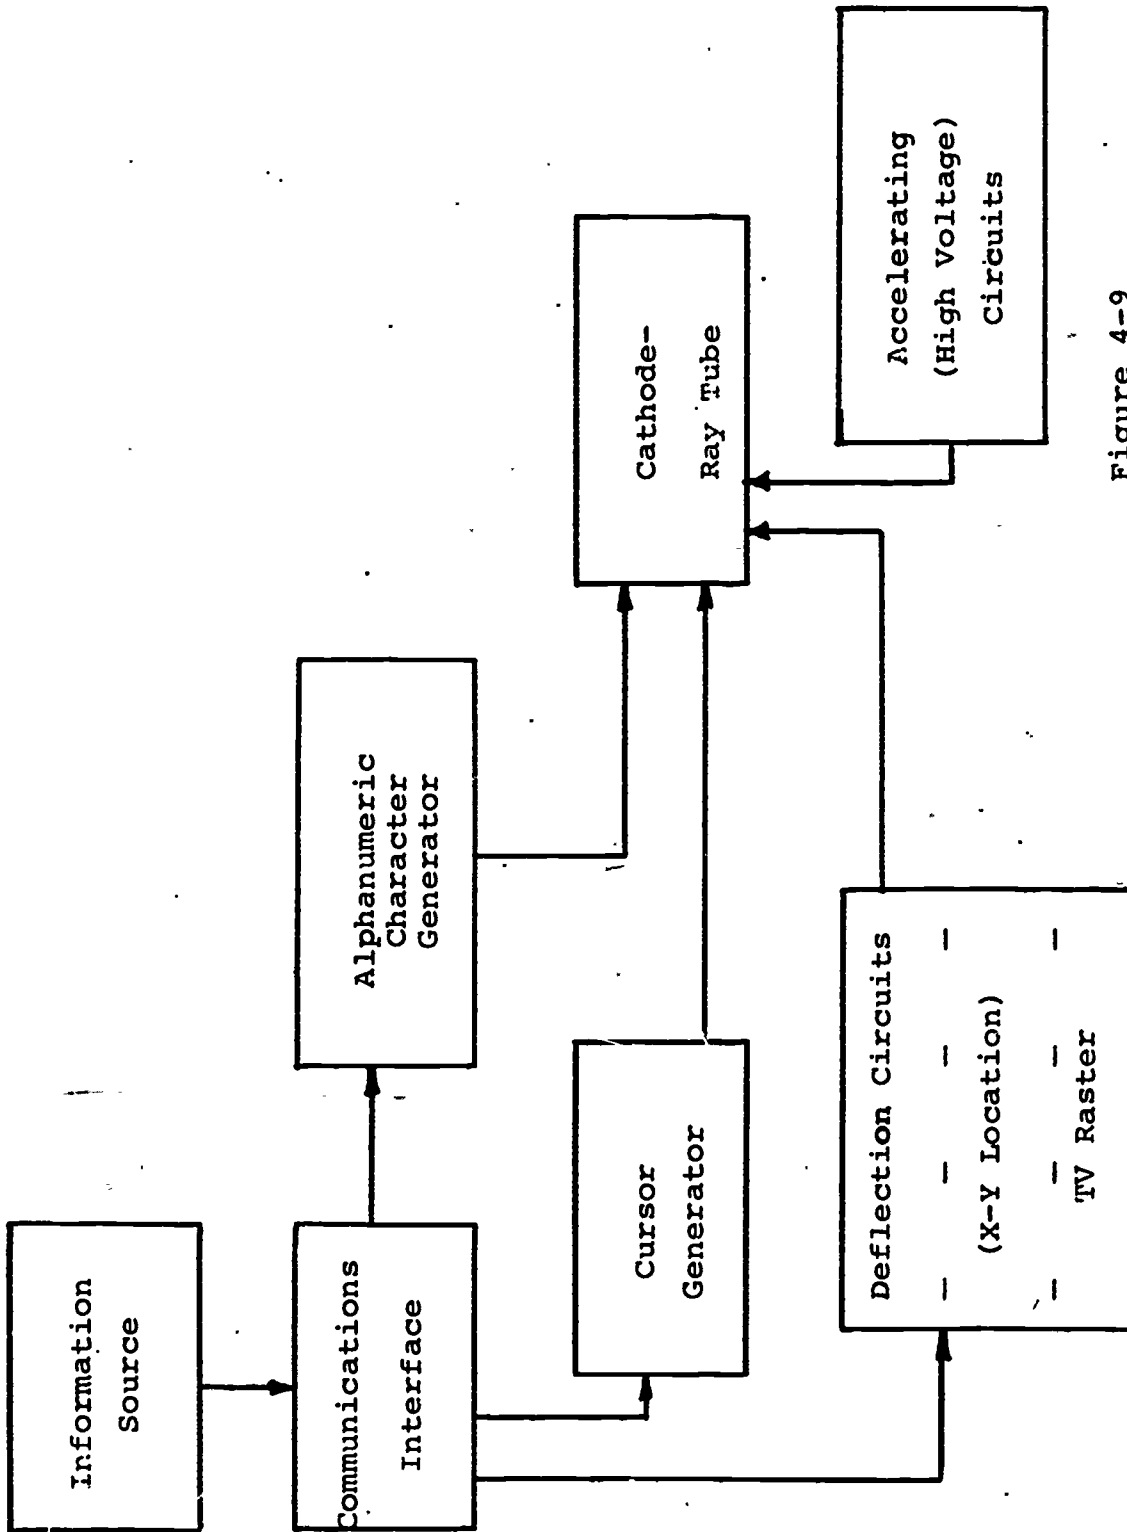 Information
Source
Communications
Interface
Alphanumeric
Character
Generator
Cursor
Generator
Cathode-
Ray Tube
Deflection Circuits
(X-Y Location)
TV Raster
Accelerating
(High Voltage)
Circuits
Figure 4-9